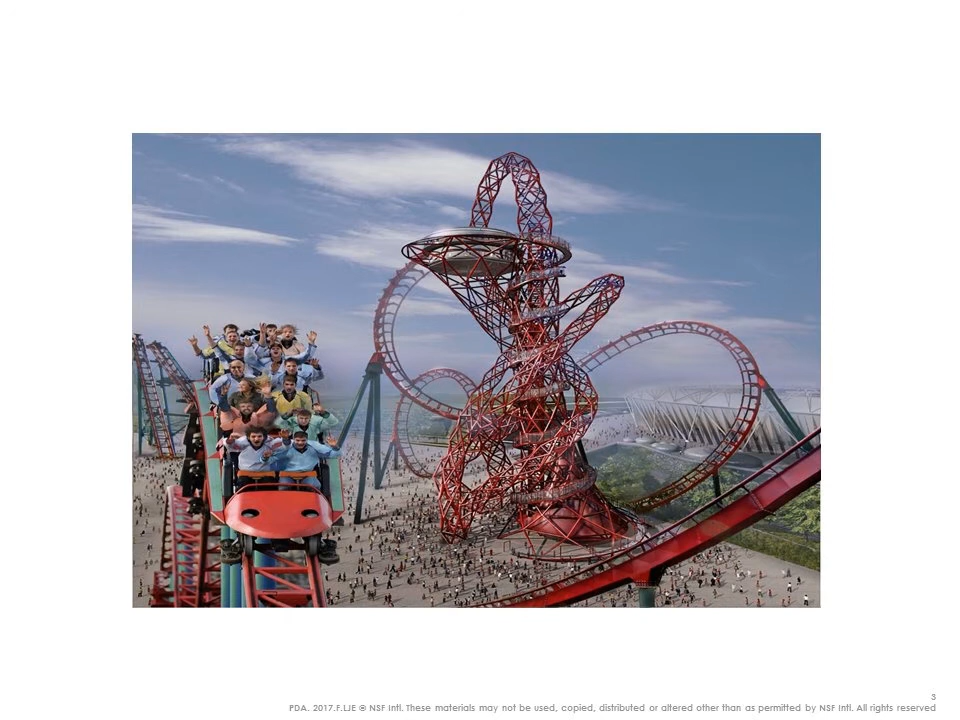 3
PDA. 2017.F.LJE ® NSF Intl. These materials may not be used, copied, distributed or altered other than as permitted by NSF Intl. All rights reserved